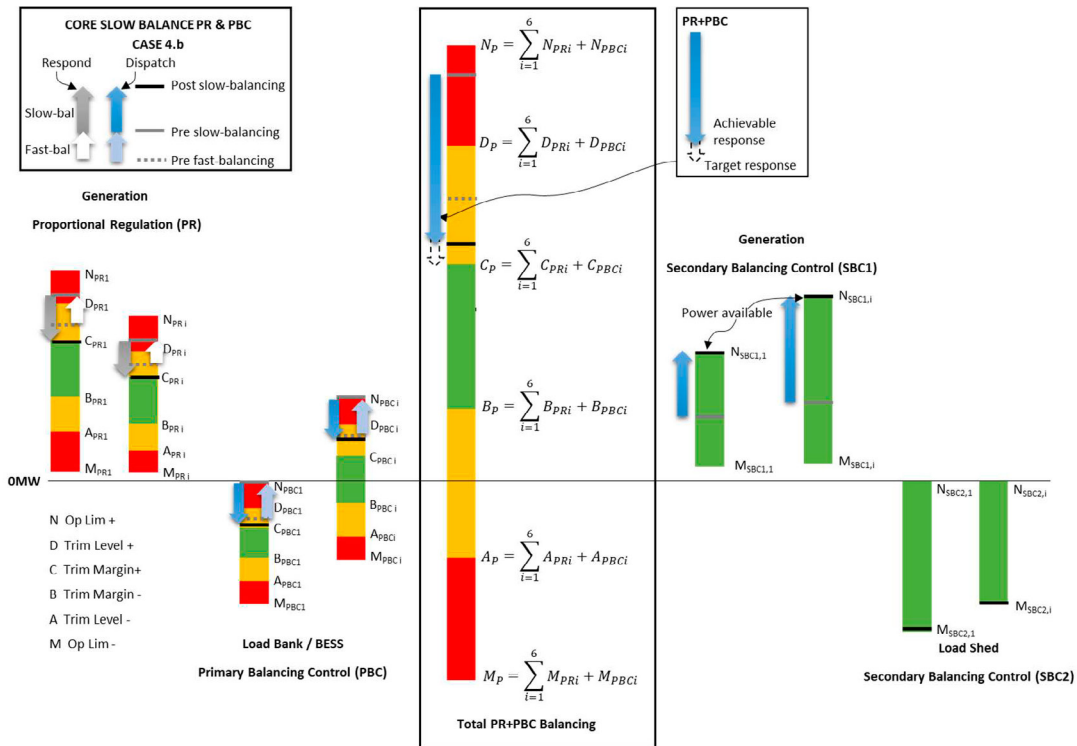 CORE SLOW BALANCE PR & PBC
CASE 4.b
Respond
Dispatch
Post slow-balancing
Slow-bal
Pre slow-balancing
Fast-bal
Pre fast-balancing
Generation
Proportional Regulation (PR)
N_PR1
D_PR1
C_PR1
B_PR1
A_PR1
M_PR1
N_PR i
D_PR i
C_PR i
B_PR i
A_PR i
M_PR i
0MW
N Op Lim +
D Trim Level +
C Trim Margin+
B Trim Margin -
A Trim Level -
M Op Lim -
N_PBC1
D_PBC1
C_PBC1
B_PBC1
A_PBC1
M_PBC1
N_PBC i
D_PBC i
C_PBC i
B_PBC i
A_PBCi
M_PBC i
Load Bank / BESS
Primary Balancing Control (PBC)
N_P = ∑_{i=1}^{6} N_PRi + N_PBCi
D_P = ∑_{i=1}^{6} D_PRi + D_PBCi
C_P = ∑_{i=1}^{6} C_PRi + C_PBCi
B_P = ∑_{i=1}^{6} B_PRi + B_PBCi
A_P = ∑_{i=1}^{6} A_PRi + A_PBCi
M_P = ∑_{i=1}^{6} M_PRi + M_PBCi
Total PR+PBC Balancing
PR+PBC
Achievable
response
Target response
Generation
Secondary Balancing Control (SBC1)
Power available
N_SBC1,1
M_SBC1,1
N_SBC1,i
M_SBC1,i
N_SBC2,1
M_SBC2,1
N_SBC2,i
M_SBC2,i
Load Shed
Secondary Balancing Control (SBC2)